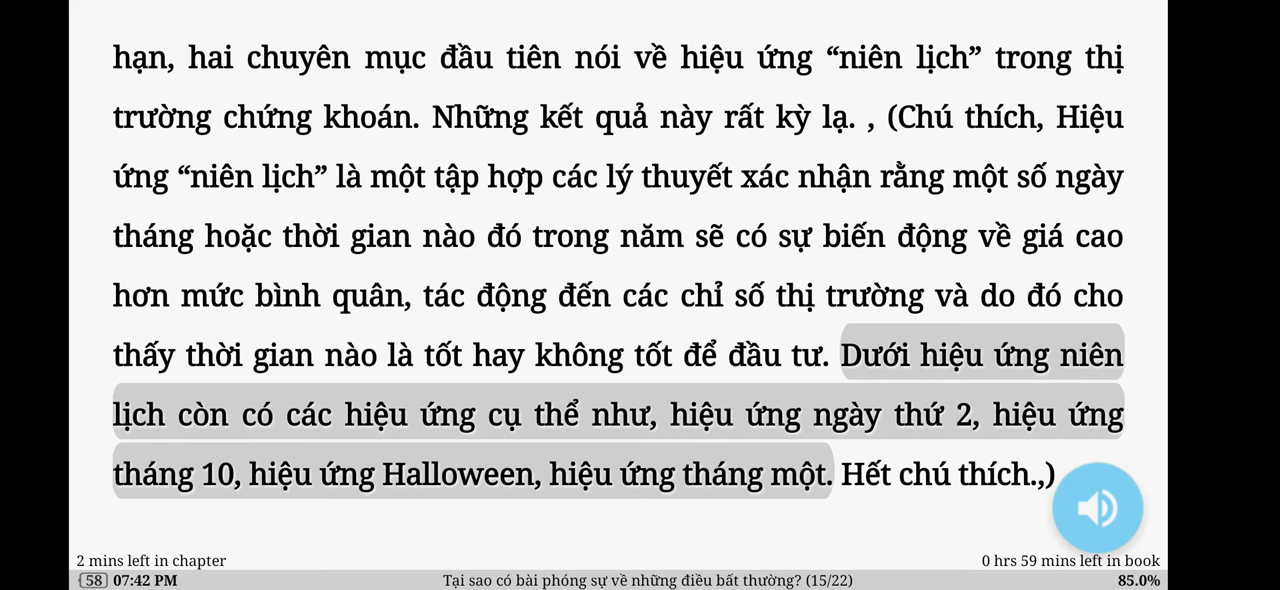 hạn, hai chuyên mục đầu tiên nói về hiệu ứng “niên lịch” trong thị
trường chứng khoán. Những kết quả này rất kỳ lạ. , (Chú thích, Hiệu
ứng “niên lịch” là một tập hợp các lý thuyết xác nhận rằng một số ngày
tháng hoặc thời gian nào đó trong năm sẽ có sự biến động về giá cao
hơn mức bình quân, tác động đến các chỉ số thị trường và do đó cho
thấy thời gian nào là tốt hay không tốt để đầu tư. Dưới hiệu ứng niên
lịch còn có các hiệu ứng cụ thể như, hiệu ứng ngày thứ 2, hiệu ứng
tháng 10, hiệu ứng Halloween, hiệu ứng tháng một. Hết chú thích.,)
2 mins left in chapter 0 hrs 59 mins left in book
58 07:42 PM Tại sao có bài phóng sự về những điều bất thường? (15/22) 85.0%